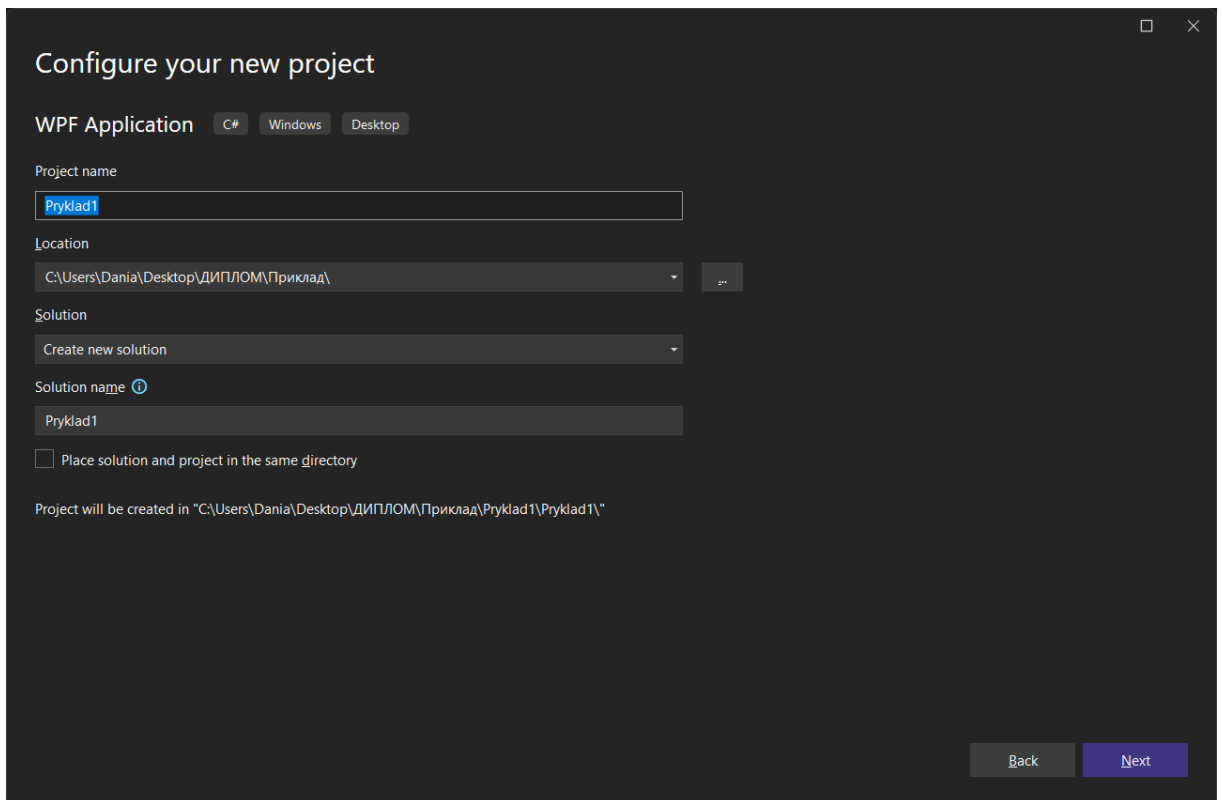 Configure your new project
WPF Application C# Windows Desktop
Project name
Pryklad1
Location
C:\Users\Dania\Desktop\ДИПЛОМ\Приклад\
...
Solution
Create new solution
Solution name
Pryklad1
Place solution and project in the same directory
Project will be created in "C:\Users\Dania\Desktop\ДИПЛОМ\Приклад\Pryklad1\Pryklad1\"
Back Next